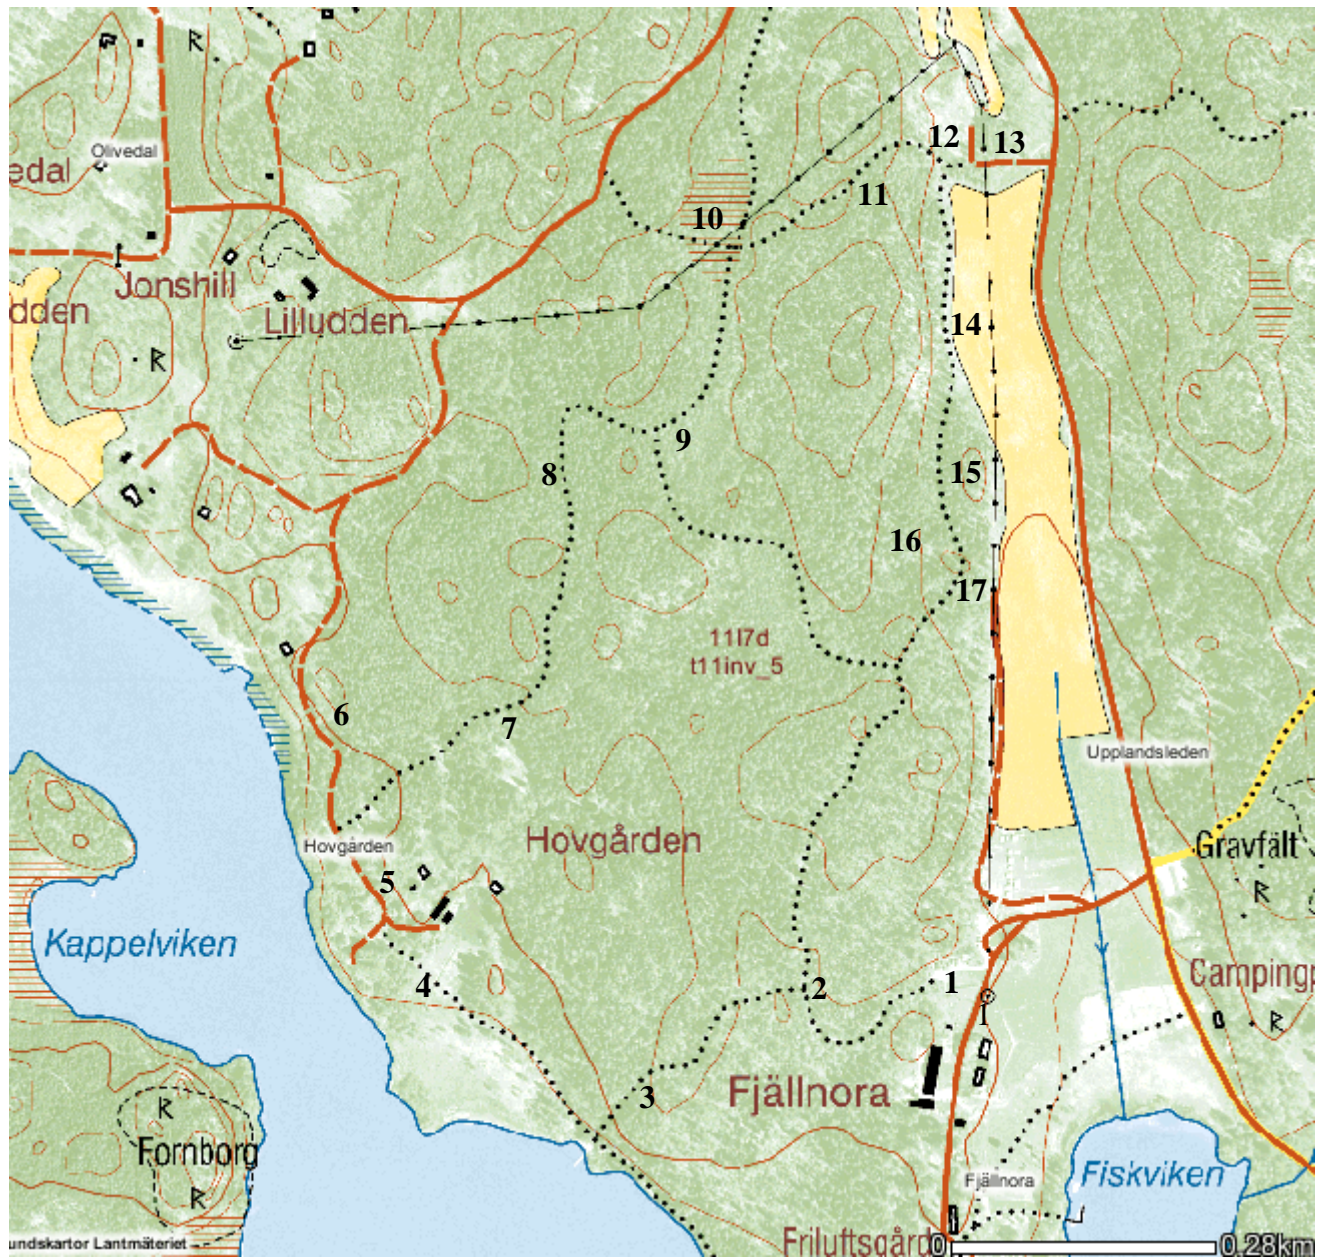 Olivedal
edal
12
13
11
10
Jonshill
dden
Lilludden
14
9
8
15
16
17
11I7d
t11inv_5
6
7
Upplandsleden
Hovgården
Hovgården
Gravfält
5
Kappelviken
4
2
1
Campingp
3
Fjällnora
Fornborg
Fjällnora
Fiskviken
undskartor Lantmäteriet
Friluftsgård
0
0.28km